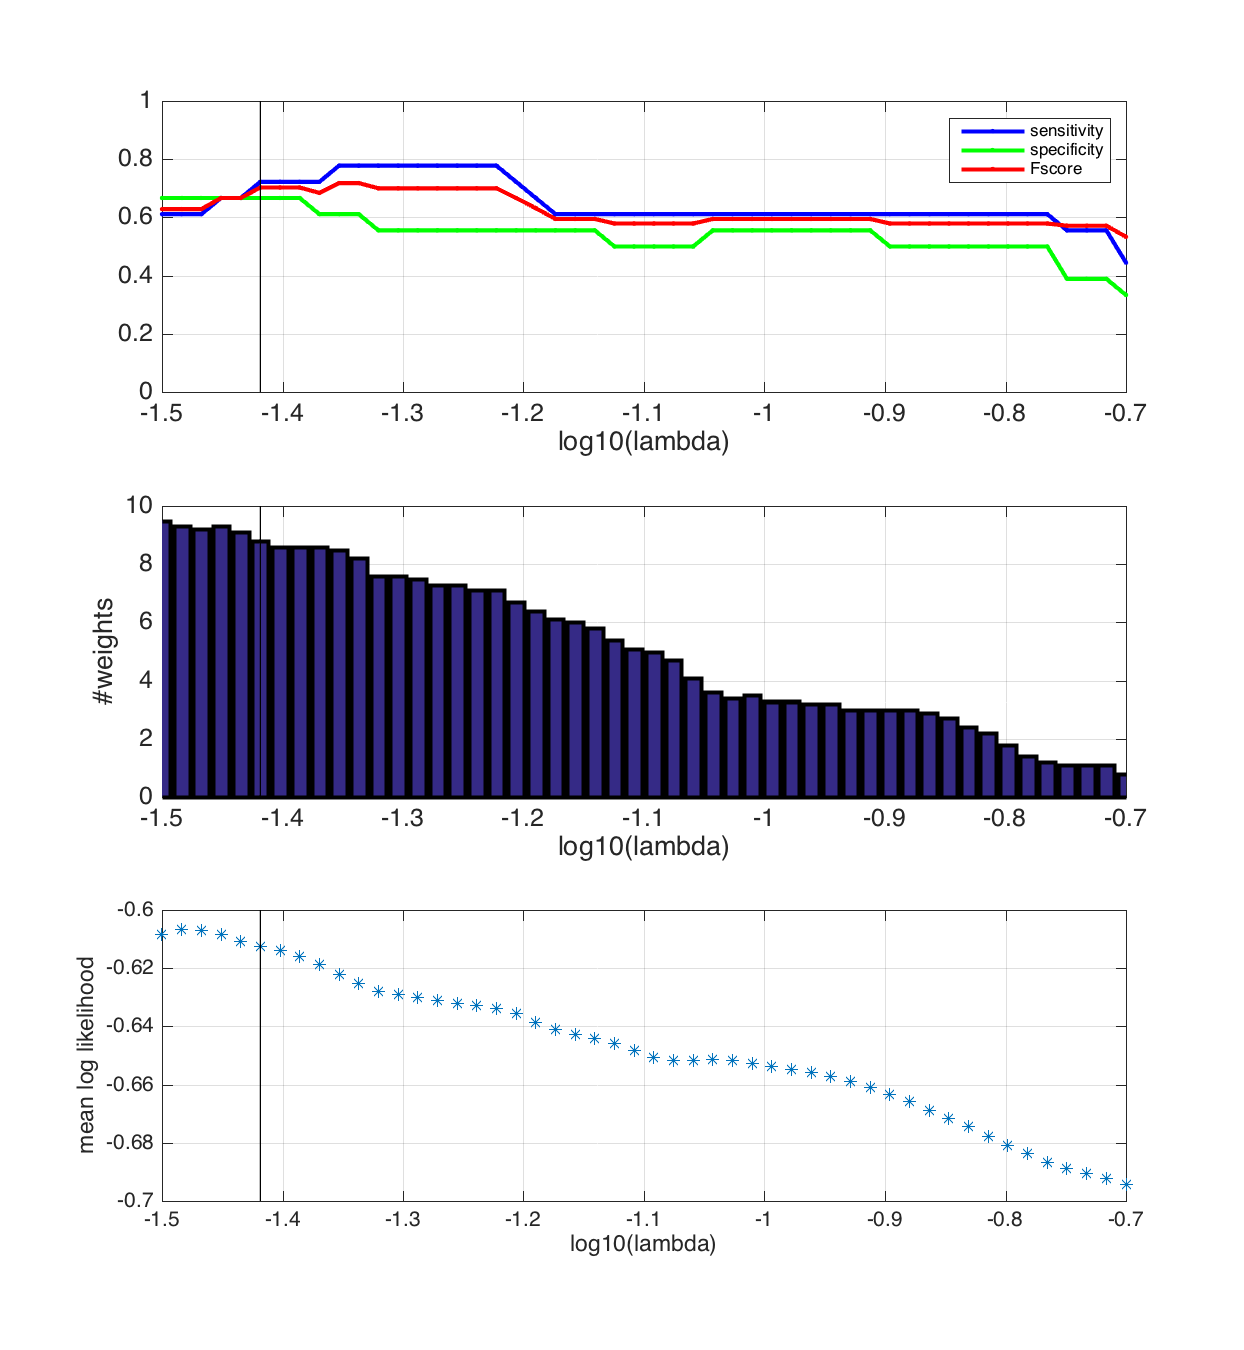 1
0.8
0.6
0.4
0.2
0
sensitivity
specificity
Fscore
-1.5 -1.4 -1.3 -1.2 -1.1 -1 -0.9 -0.8 -0.7
log10(lambda)
10
8
6
4
2
0
#weights
-1.5 -1.4 -1.3 -1.2 -1.1 -1 -0.9 -0.8 -0.7
log10(lambda)
-0.6
-0.62
-0.64
-0.66
-0.68
-0.7
mean log likelihood
-1.5 -1.4 -1.3 -1.2 -1.1 -1 -0.9 -0.8 -0.7
log10(lambda)